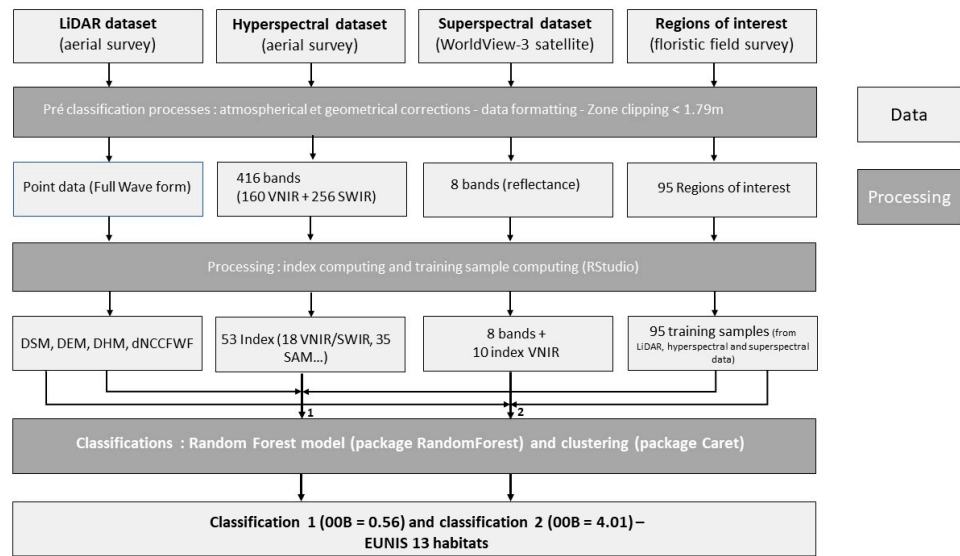 LiDAR dataset
(aerial survey)
Hyperspectral dataset
(aerial survey)
Superspectral dataset
(WorldView-3 satellite)
Regions of interest
(floristic field survey)
Pré classification processes : atmospherical et geometrical corrections - data formatting - Zone clipping < 1.79m
Data
Point data (Full Wave form)
416 bands
(160 VNIR + 256 SWIR)
8 bands (reflectance)
95 Regions of interest
Processing
Processing : index computing and training sample computing (RStudio)
DSM, DEM, DHM, dNCCFWF
53 Index (18 VNIR/SWIR, 35
SAM...)
8 bands +
10 index VNIR
95 training samples (from
LiDAR, hyperspectral and superspectral
data)
1
2
Classifications : Random Forest model (package RandomForest) and clustering (package Caret)
Classification 1 (00B = 0.56) and classification 2 (00B = 4.01) –
EUNIS 13 habitats